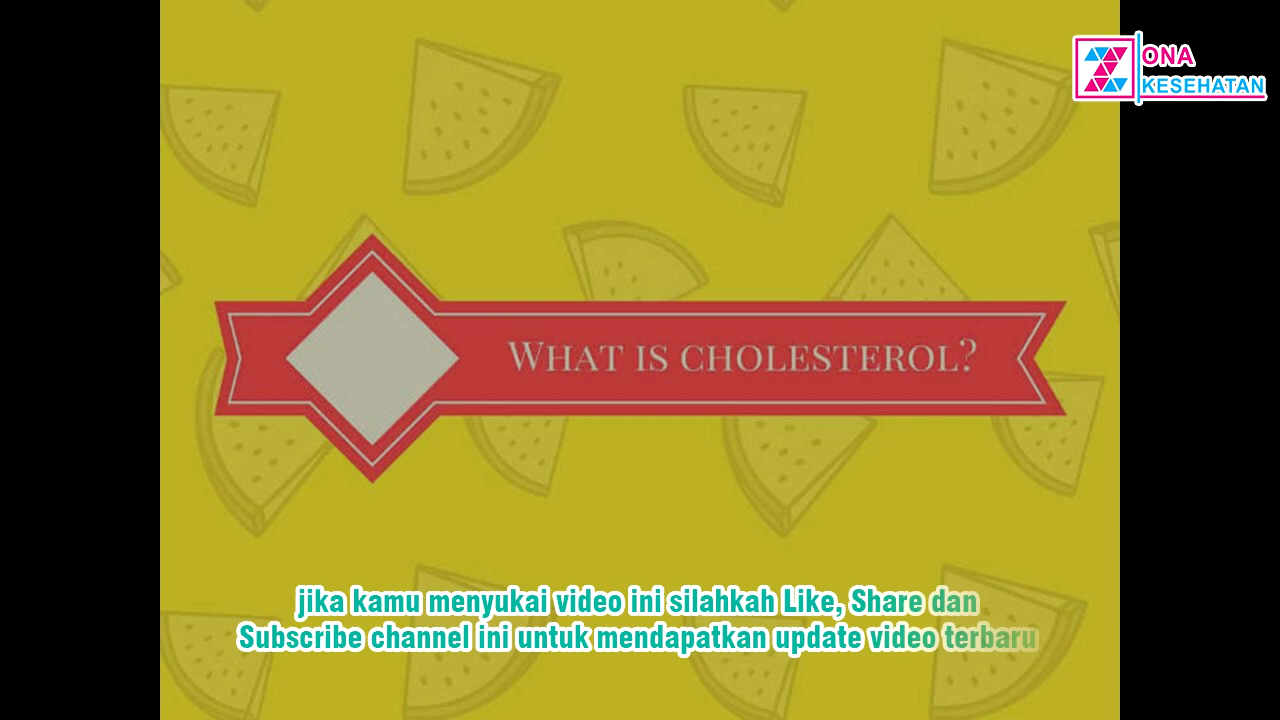 ZONA
KESEHATAN
WHAT IS CHOLESTEROL?
jika kamu menyukai video ini silahkah Like, Share dan
Subscribe channel ini untuk mendapatkan update video terbaru